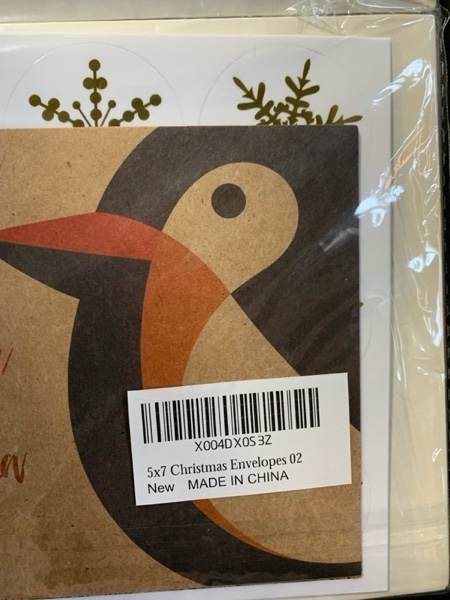 X004DX0S3Z
5x7 Christmas Envelopes 02
New MADE IN CHINA